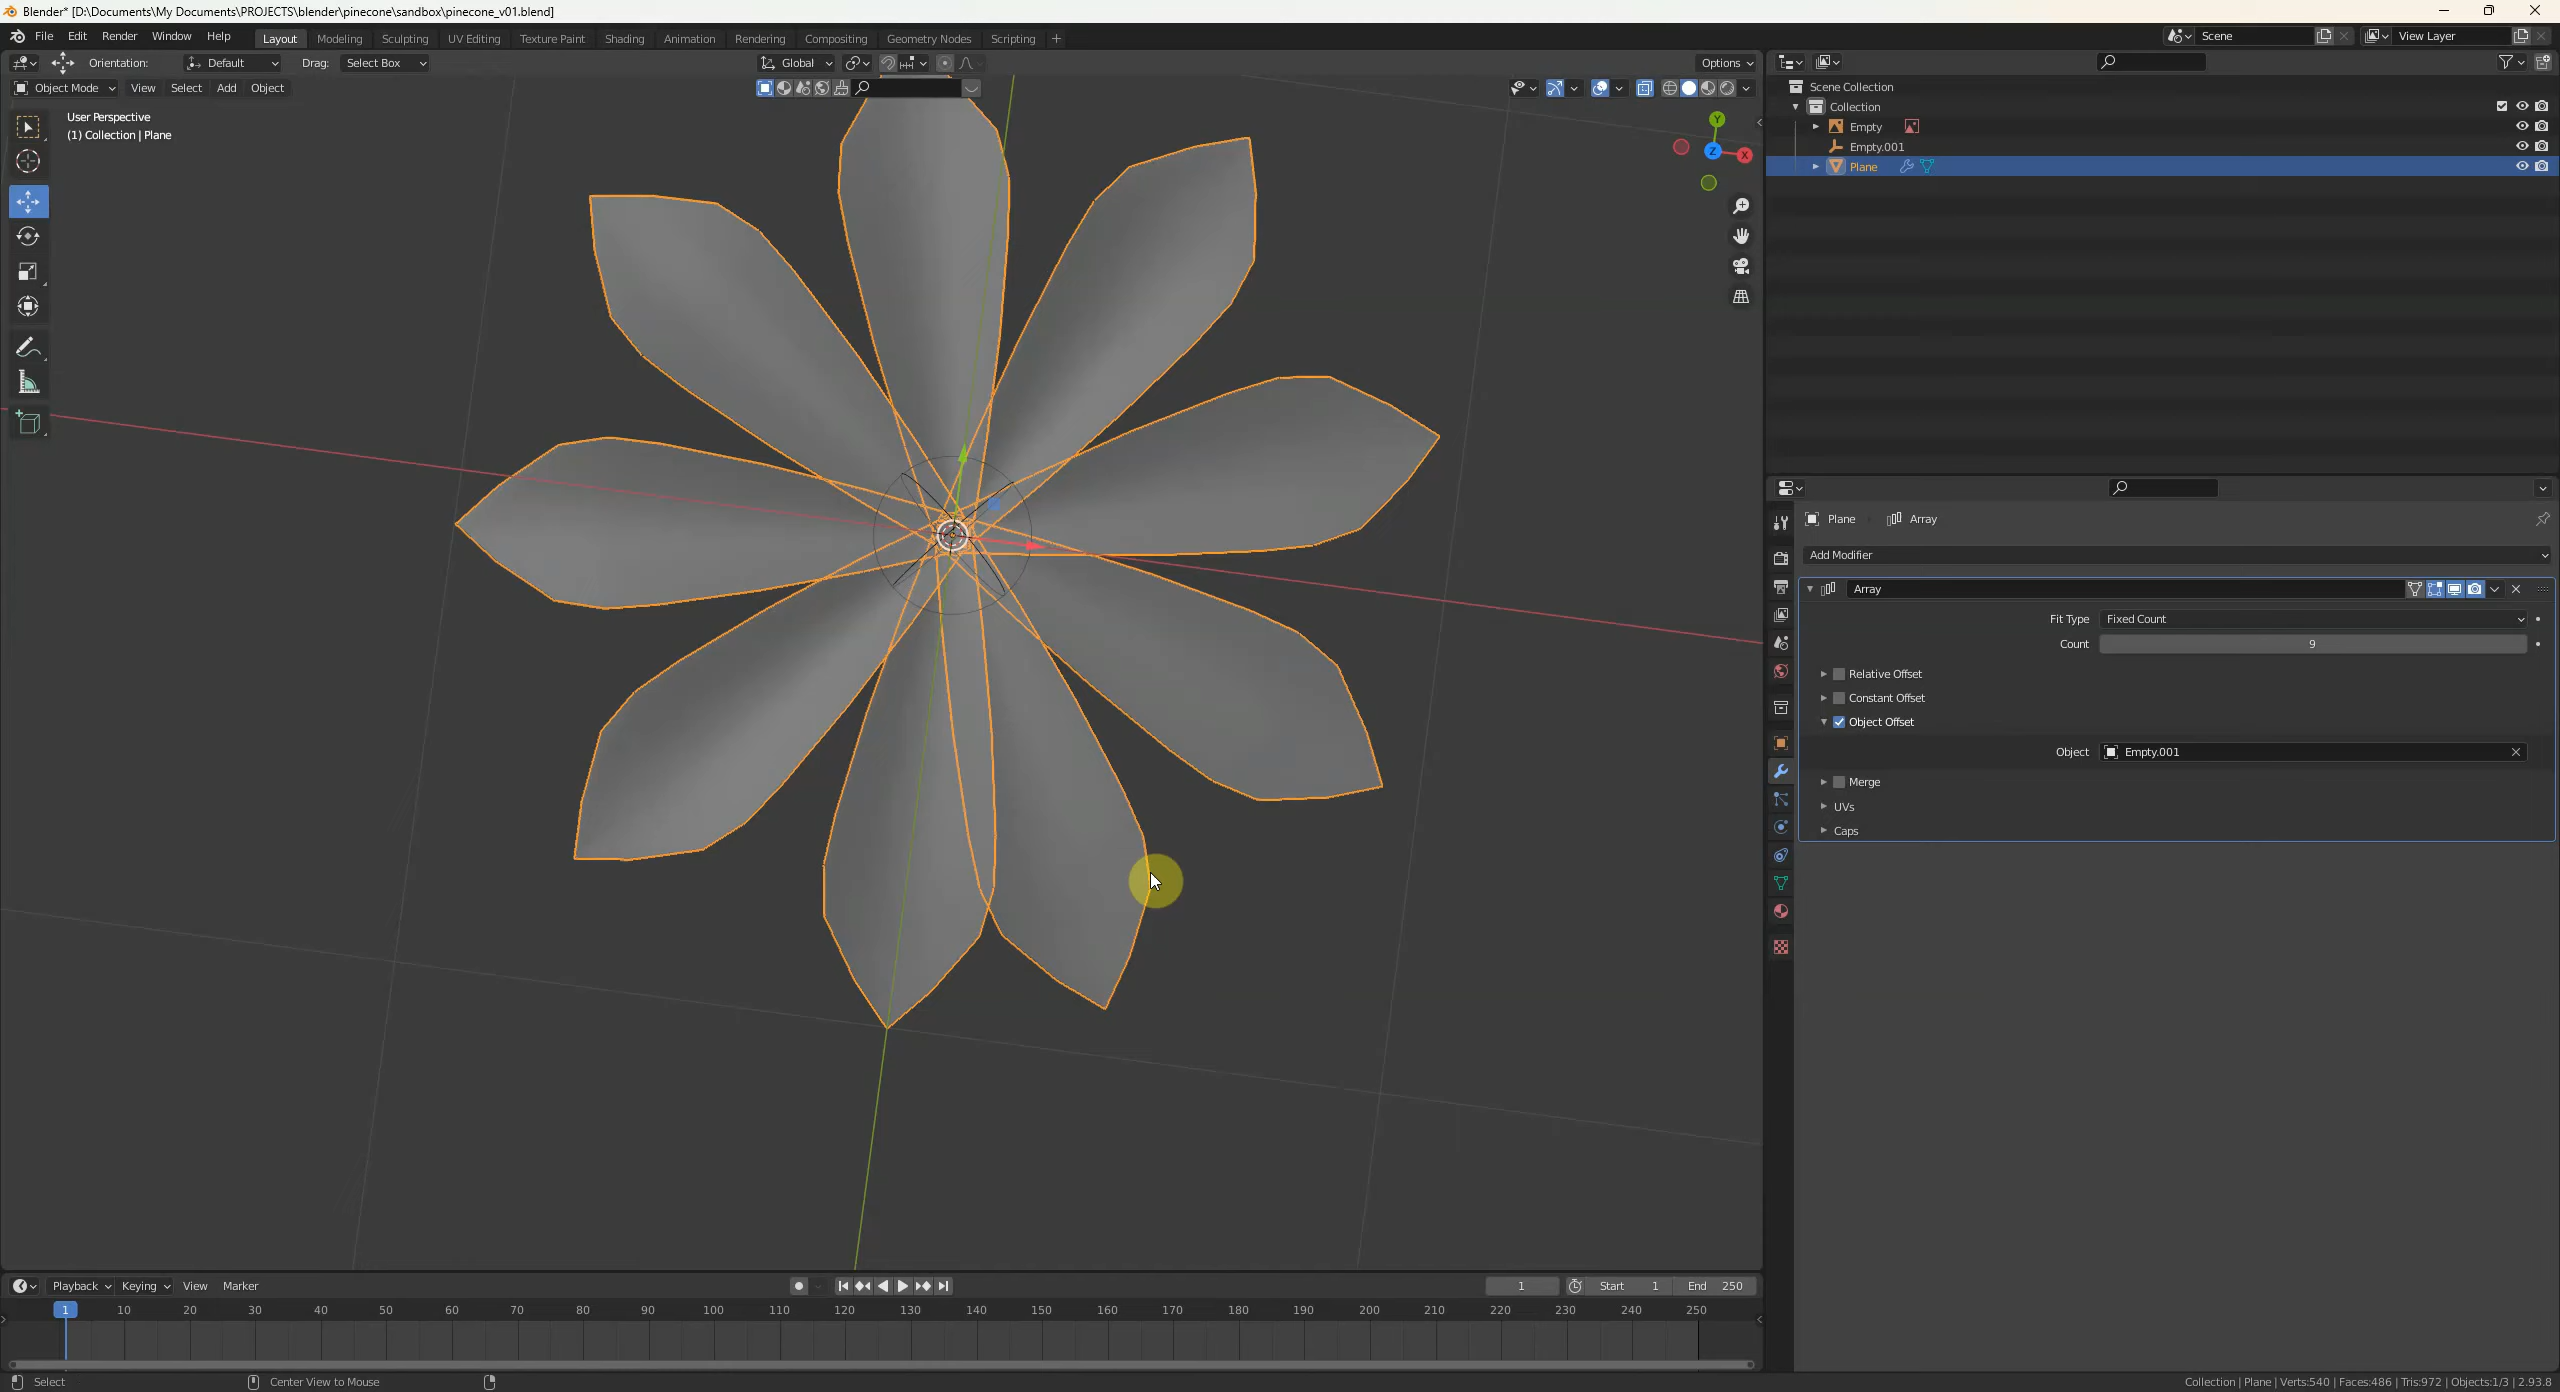 Blender* [D:\Documents\My Documents\PROJECTS\blender\pinecone\sandbox\pinecone_v01.blend]
File Edit Render Window Help Layout Modeling Sculpting UV Editing Texture Paint Shading Animation Rendering Compositing Geometry Nodes Scripting + Scene View Layer
Orientation: Default Drag: Select Box Global Options
Object Mode View Select Add Object
User Perspective
(1) Collection | Plane
Y
Z X
Scene Collection
Collection
Empty
Empty.001
Plane
Plane Array
Add Modifier
Array
Fit Type Fixed Count
Count 9
Relative Offset
Constant Offset
Object Offset
Object Empty.001
Merge
UVs
Caps
Playback Keying View Marker 1 Start 1 End 250
1 10 20 30 40 50 60 70 80 90 100 110 120 130 140 150 160 170 180 190 200 210 220 230 240 250
Select Center View to Mouse Collection | Plane | Verts:540 | Faces:486 | Tris:972 | Objects:1/3 | 2.93.8